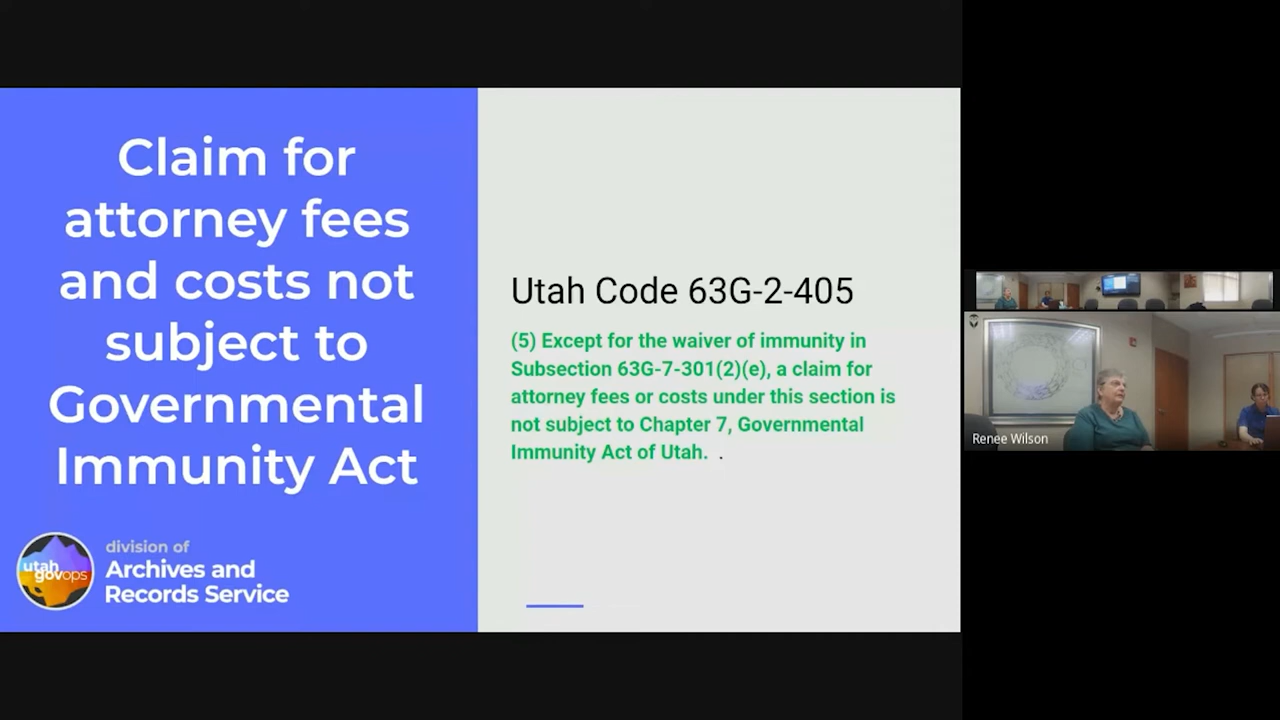 Claim for
attorney fees
and costs not
subject to
Governmental
Immunity Act
utah
govops
division of
Archives and
Records Service
Utah Code 63G-2-405
(5) Except for the waiver of immunity in
Subsection 63G-7-301(2)(e), a claim for
attorney fees or costs under this section is
not subject to Chapter 7, Governmental
Immunity Act of Utah. .
Renee Wilson